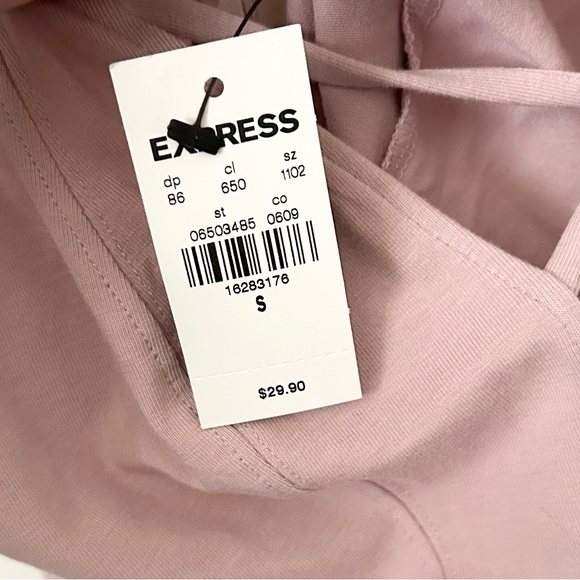 EXPRESS
dp cl sz
86 650 1102
st co
06503485 0609
16283176
S
$29.90